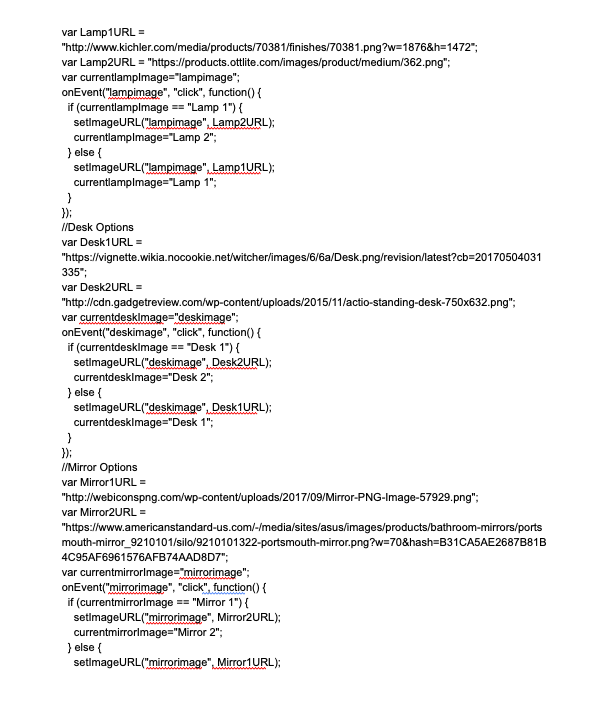 var Lamp1URL =
"http://www.kichler.com/media/products/70381/finishes/70381.png?w=1876&h=1472";
var Lamp2URL = "https://products.ottlite.com/images/product/medium/362.png";
var currentlampImage="lampimage";
onEvent("lampimage", "click", function() {
if (currentlampImage == "Lamp 1") {
setImageURL("lampimage", Lamp2URL);
currentlampImage="Lamp 2";
} else {
setImageURL("lampimage", Lamp1URL);
currentlampImage="Lamp 1";
}
});
//Desk Options
var Desk1URL =
"https://vignette.wikia.nocookie.net/witcher/images/6/6a/Desk.png/revision/latest?cb=20170504031
335";
var Desk2URL =
"http://cdn.gadgetreview.com/wp-content/uploads/2015/11/actio-standing-desk-750x632.png";
var currentdeskImage="deskimage";
onEvent("deskimage", "click", function() {
if (currentdeskImage == "Desk 1") {
setImageURL("deskimage", Desk2URL);
currentdeskImage="Desk 2";
} else {
setImageURL("deskimage", Desk1URL);
currentdeskImage="Desk 1";
}
});
//Mirror Options
var Mirror1URL =
"http://webiconspng.com/wp-content/uploads/2017/09/Mirror-PNG-Image-57929.png";
var Mirror2URL =
"https://www.americanstandard-us.com/-/media/sites/asus/images/products/bathroom-mirrors/ports
mouth-mirror_9210101/silo/9210101322-portsmouth-mirror.png?w=70&hash=B31CA5AE2687B81B
4C95AF6961576AFB74AAD8D7";
var currentmirrorImage="mirrorimage";
onEvent("mirrorimage", "click", function() {
if (currentmirrorImage == "Mirror 1") {
setImageURL("mirrorimage", Mirror2URL);
currentmirrorImage="Mirror 2";
} else {
setImageURL("mirrorimage", Mirror1URL);